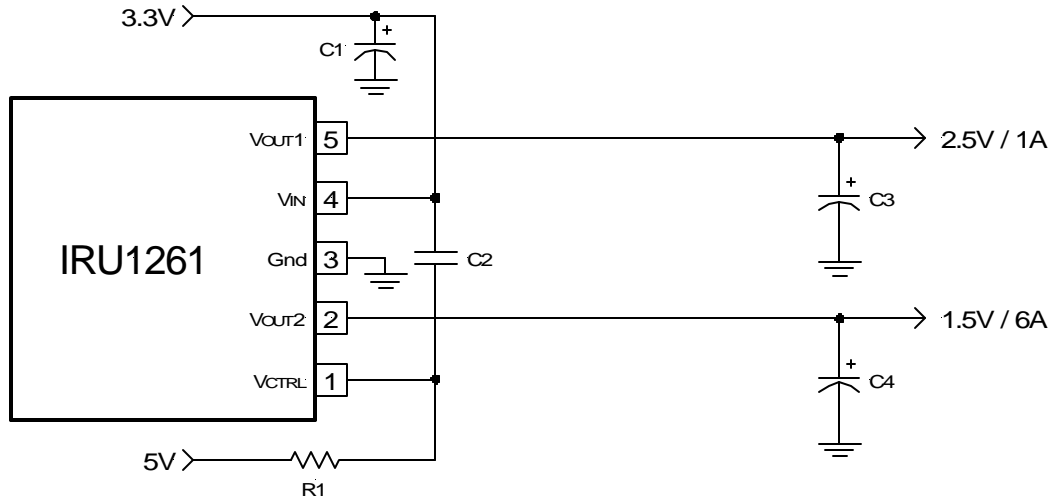 3.3V
C1
+
VOUT1 5
2.5V / 1A
VIN 4
+
C3
IRU1261
Gnd 3
C2
VOUT2 2
1.5V / 6A
VCTRL 1
+
C4
5V
R1